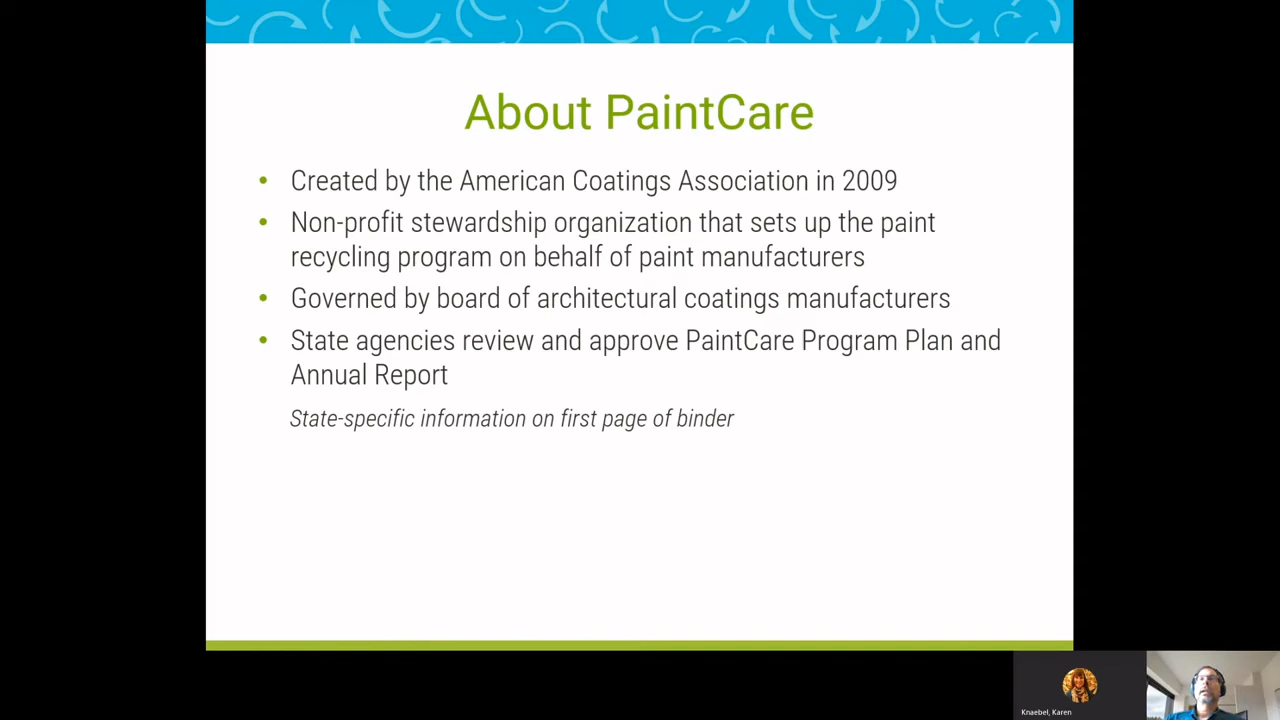 About PaintCare
• Created by the American Coatings Association in 2009
• Non-profit stewardship organization that sets up the paint
recycling program on behalf of paint manufacturers
• Governed by board of architectural coatings manufacturers
• State agencies review and approve PaintCare Program Plan and
Annual Report
State-specific information on first page of binder
Knaebel, Karen